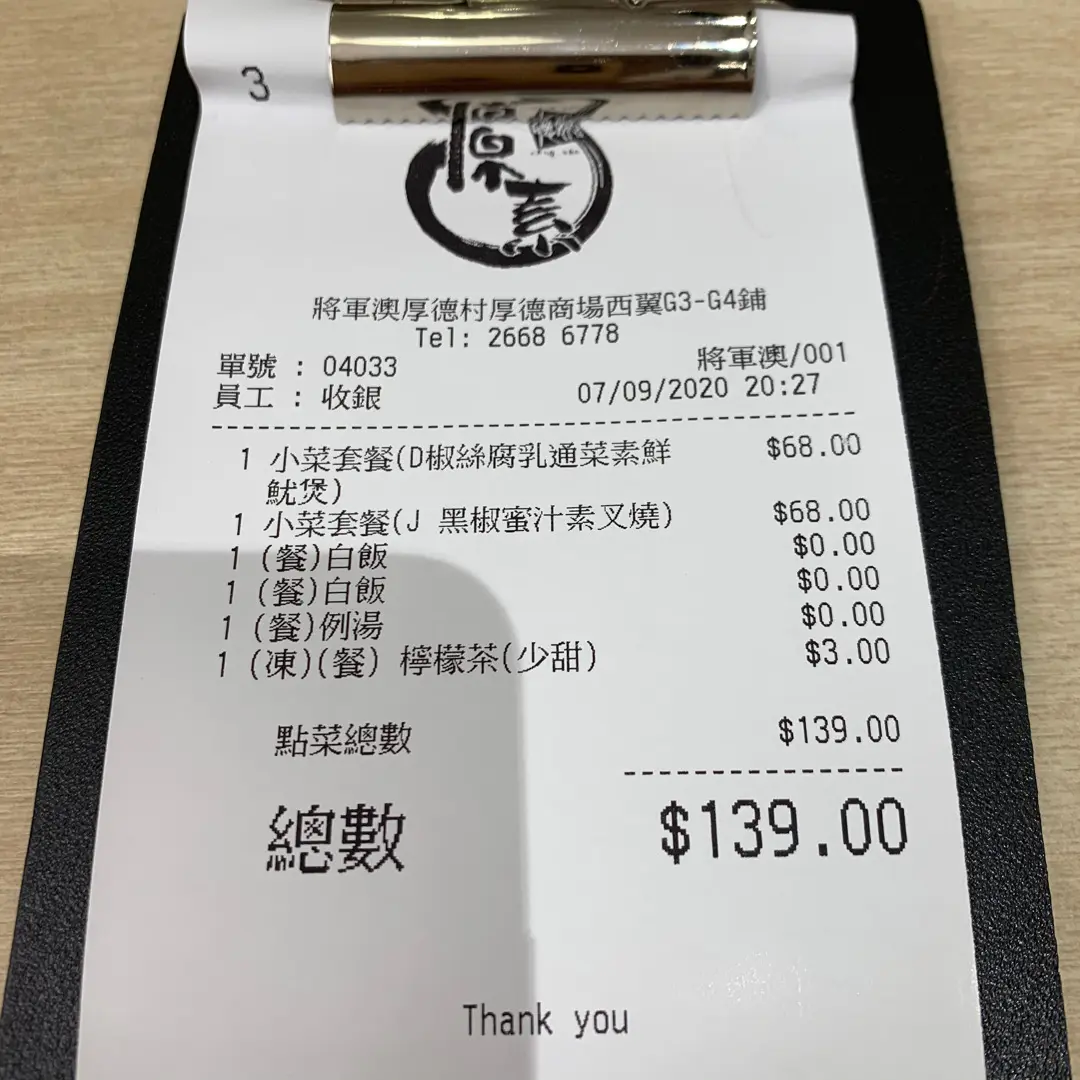 3
素
將軍澳厚德村厚德商場西翼G3-G4鋪
Tel: 2668 6778
單號 : 04033 將軍澳/001
員工 : 收銀 07/09/2020 20:27
1 小菜套餐(D椒絲腐乳通菜素鮮 $68.00
魷煲)
1 小菜套餐(J 黑椒蜜汁素叉燒) $68.00
1 (餐)白飯 $0.00
1 (餐)白飯 $0.00
1 (餐)例湯 $0.00
1 (凍)(餐) 檸檬茶(少甜) $3.00
點菜總數 $139.00
總數 $139.00
Thank you